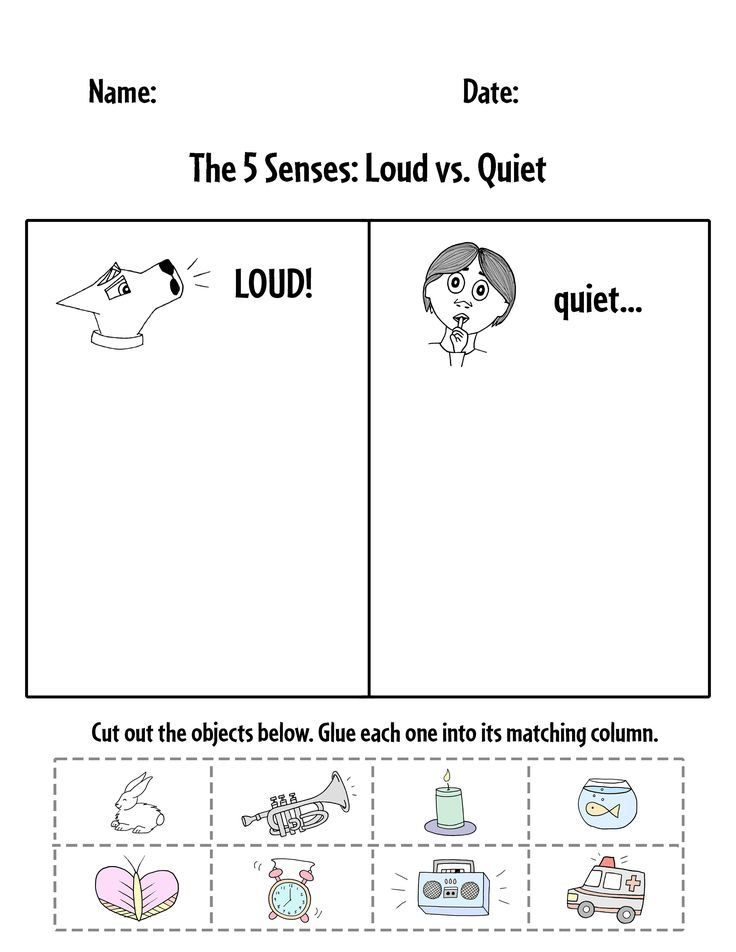 Name: Date:
The 5 Senses: Loud vs. Quiet
LOUD!
quiet...
Cut out the objects below. Glue each one into its matching column.